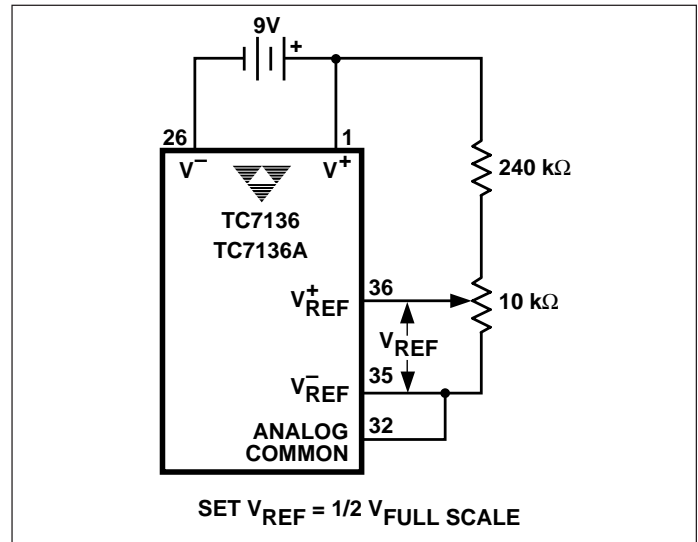 9V
+
26
1
V–
V+
240 kΩ
TC7136
TC7136A
36
V+REF
10 kΩ
VREF
35
V–REF
32
ANALOG
COMMON
SET VREF = 1/2 VFULL SCALE